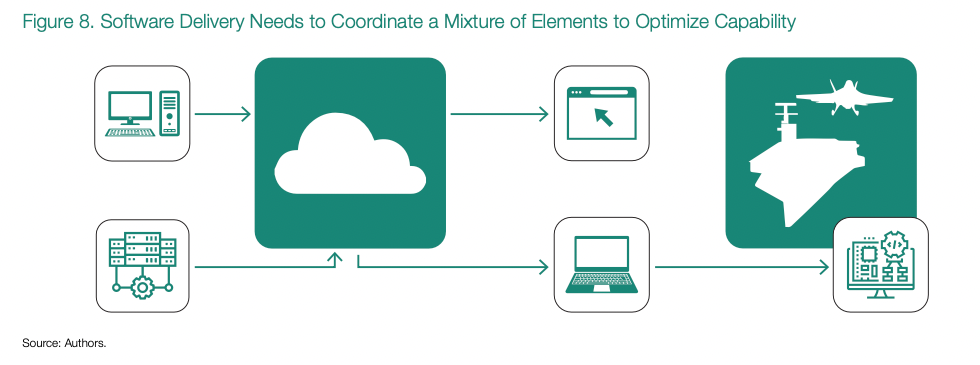 Figure 8. Software Delivery Needs to Coordinate a Mixture of Elements to Optimize Capability
</>
Source: Authors.